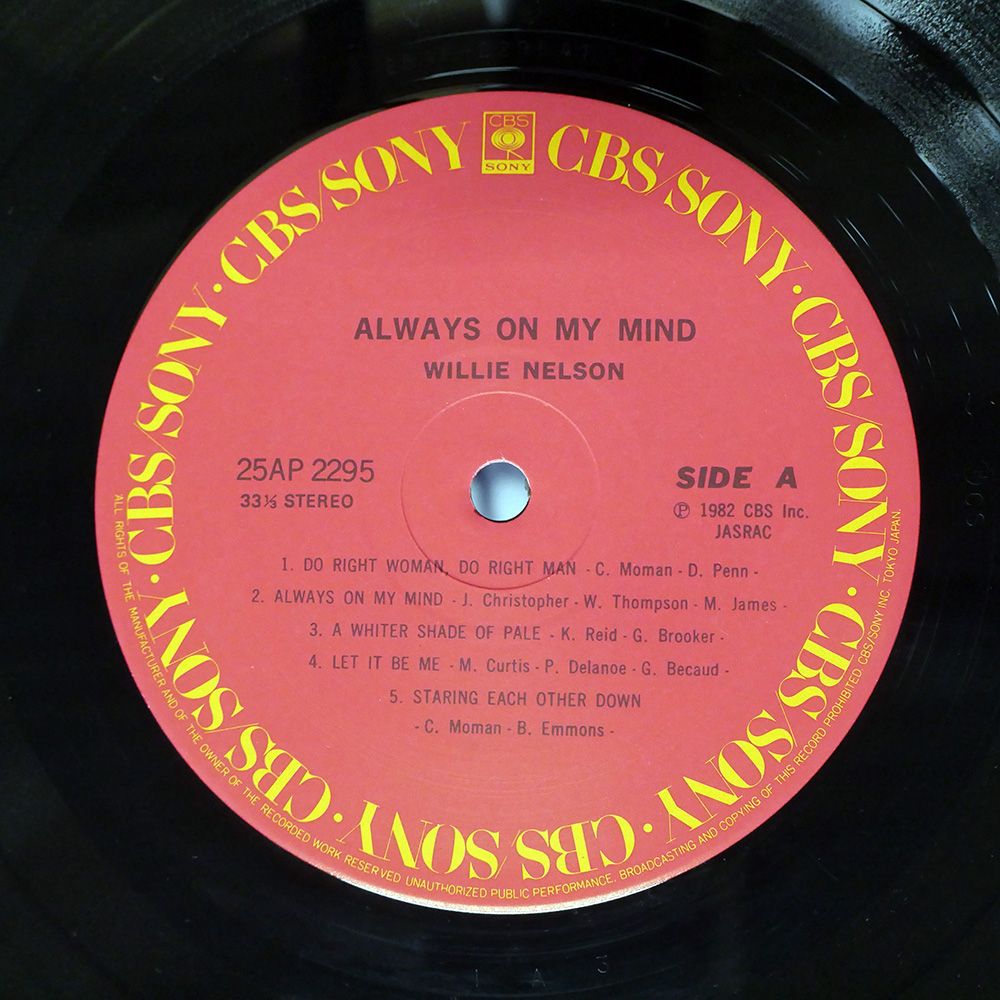 CBS
SONY
CBS/SONY · CBS/SONY · CBS/SONY · CBS/SONY · CBS/SONY · CBS/SONY · CBS/SONY · CBS/SONY · CBS/SONY
ALWAYS ON MY MIND
WILLIE NELSON
25AP 2295
33⅓ STEREO
SIDE A
Ⓟ 1982 CBS Inc.
JASRAC
1. DO RIGHT WOMAN, DO RIGHT MAN - C. Moman - D. Penn -
2. ALWAYS ON MY MIND - J. Christopher - W. Thompson - M. James -
3. A WHITER SHADE OF PALE - K. Reid - G. Brooker -
4. LET IT BE ME - M. Curtis - P. Delanoe - G. Becaud -
5. STARING EACH OTHER DOWN
- C. Moman - B. Emmons -
ALL RIGHTS OF THE MANUFACTURER AND OF THE OWNER OF THE RECORDED WORK RESERVED UNAUTHORIZED PUBLIC PERFORMANCE, BROADCASTING AND COPYING OF THIS RECORD PROHIBITED CBS/SONY INC. TOKYO JAPAN.